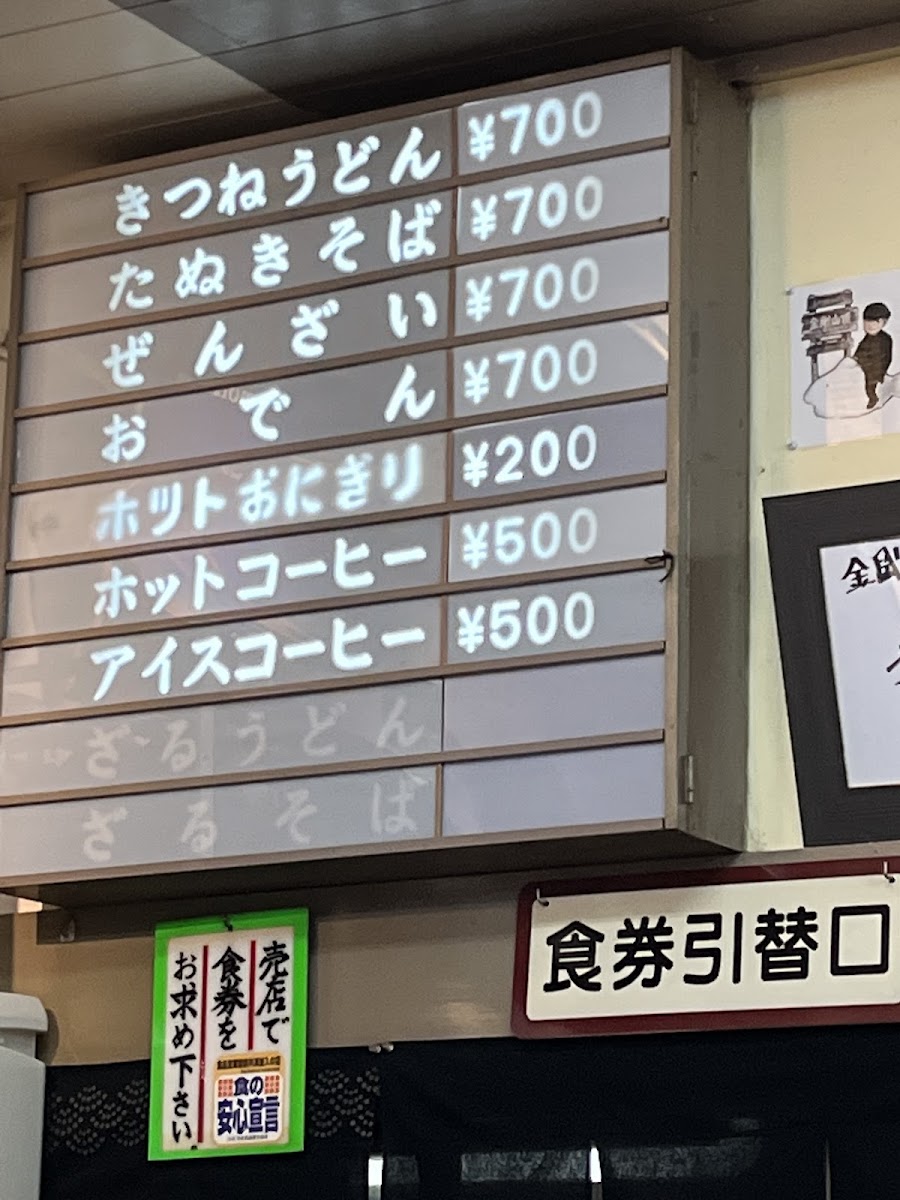 きつねうどん ¥700
たぬきそば ¥700
ぜんざい ¥700
おでん ¥700
ホットおにぎり ¥200
ホットコーヒー ¥500
アイスコーヒー ¥500
ざるうどん
ざるそば
金剛
食券引替口
売店で
食券を
お求め下さい
食の
安心宣言